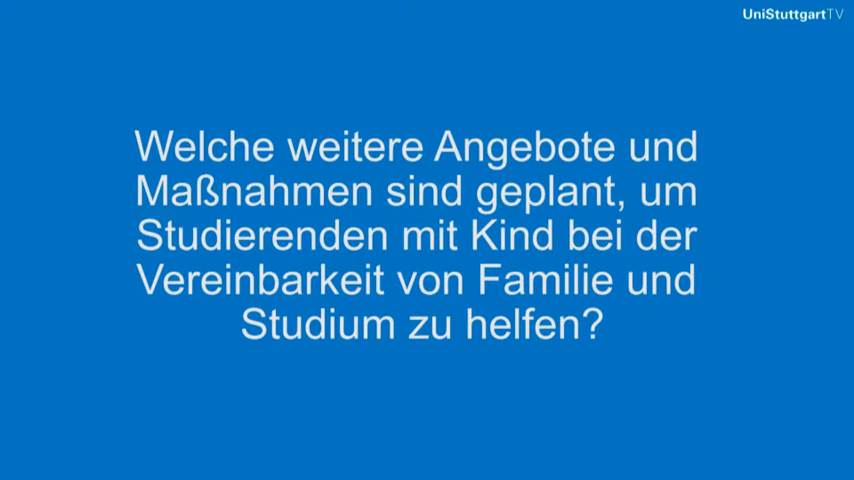 UniStuttgartTV
Welche weitere Angebote und
Maßnahmen sind geplant, um
Studierenden mit Kind bei der
Vereinbarkeit von Familie und
Studium zu helfen?